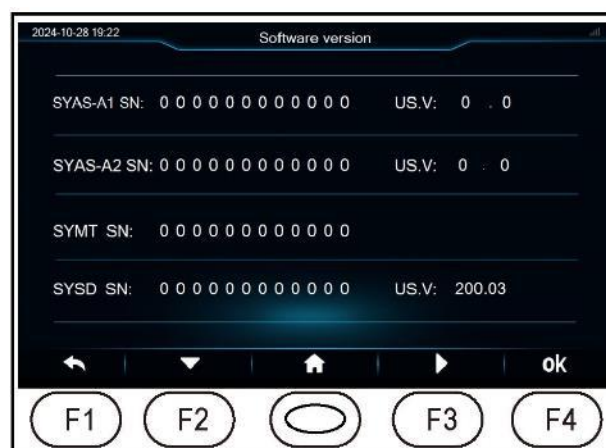 2024-10-28 19:22 Software version
SYAS-A1 SN: 0 0 0 0 0 0 0 0 0 0 0 0 US.V: 0 . 0
SYAS-A2 SN: 0 0 0 0 0 0 0 0 0 0 0 0 US.V: 0 . 0
SYMT SN: 0 0 0 0 0 0 0 0 0 0 0 0
SYSD SN: 0 0 0 0 0 0 0 0 0 0 0 0 US.V: 200.03
ok
F1 F2 F3 F4